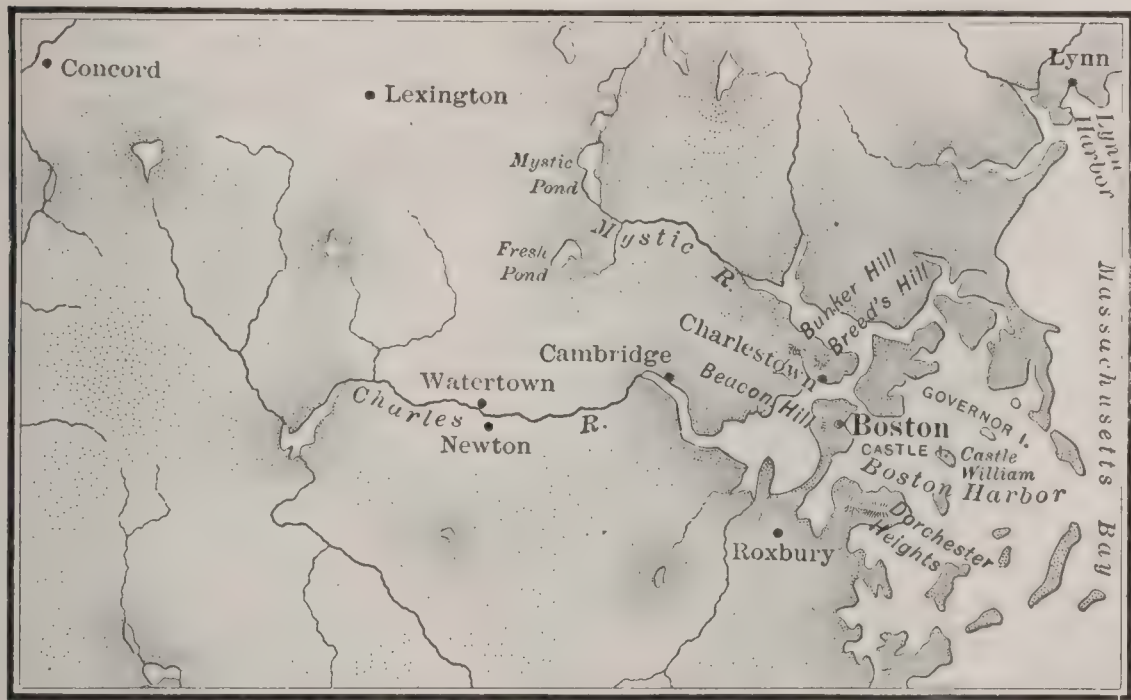 Concord
Lexington
Lynn
Lynn
Harbor
Mystic
Pond
Mystic R.
Fresh
Pond
Bunker Hill
Breed's Hill
Charlestown
Cambridge
Beacon Hill
Watertown
Charles R.
Newton
Boston
GOVERNOR I.
CASTLE I.
Castle
William
Boston Harbor
Dorchester
Heights
Roxbury
Massachusetts Bay